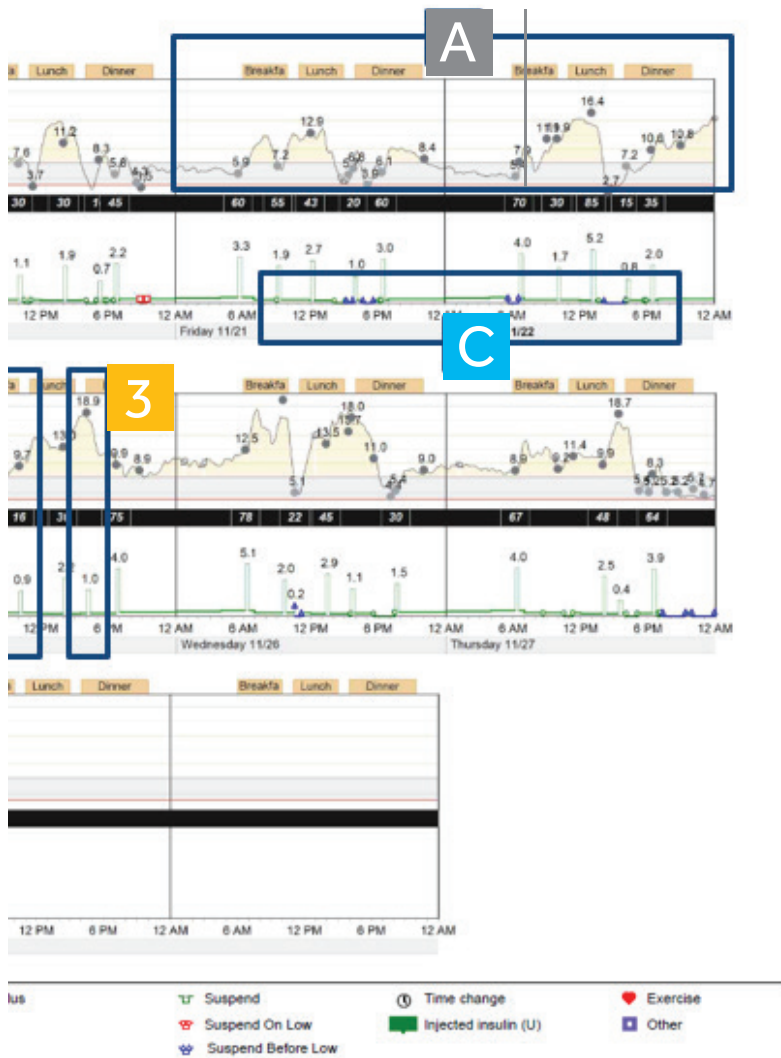 A
Lunch Dinner Breakfa Lunch Dinner Breakfa Lunch Dinner
7.6 3.7 11.2 8.3 5.9 7.2 12.9 6.1 8.4 16.4 2.7 7.2 10.8
30 30 45 60 55 43 20 60 70 30 85 15 35
1.1 1.9 0.7 2.2 3.3 1.9 2.7 1.0 3.0 4.0 1.7 5.2 0.8 2.0
12 PM 6 PM 12 AM 6 AM 12 PM 6 PM 6 AM 12 PM 6 PM 12 AM
Friday 11/21 1/22
C
3
Lunch Breakfa Lunch Dinner Breakfa Lunch Dinner
9.7 18.9 9.9 8.9 12.5 5.1 13.5 18.0 11.0 9.0 8.9 11.4 9.9 18.7 8.3
16 75 78 22 45 30 67 48 64
0.9 1.0 4.0 5.1 2.0 0.2 2.9 1.1 1.5 4.0 2.5 0.4 3.9
12 PM 6 PM 12 AM 6 AM 12 PM 6 PM 12 AM 6 AM 12 PM 6 PM 12 AM
Wednesday 11/26 Thursday 11/27
Lunch Dinner Breakfa Lunch Dinner
12 PM 6 PM 12 AM 6 AM 12 PM 6 PM 12 AM
lus Suspend Time change Exercise
Suspend On Low Injected insulin (U) Other
Suspend Before Low